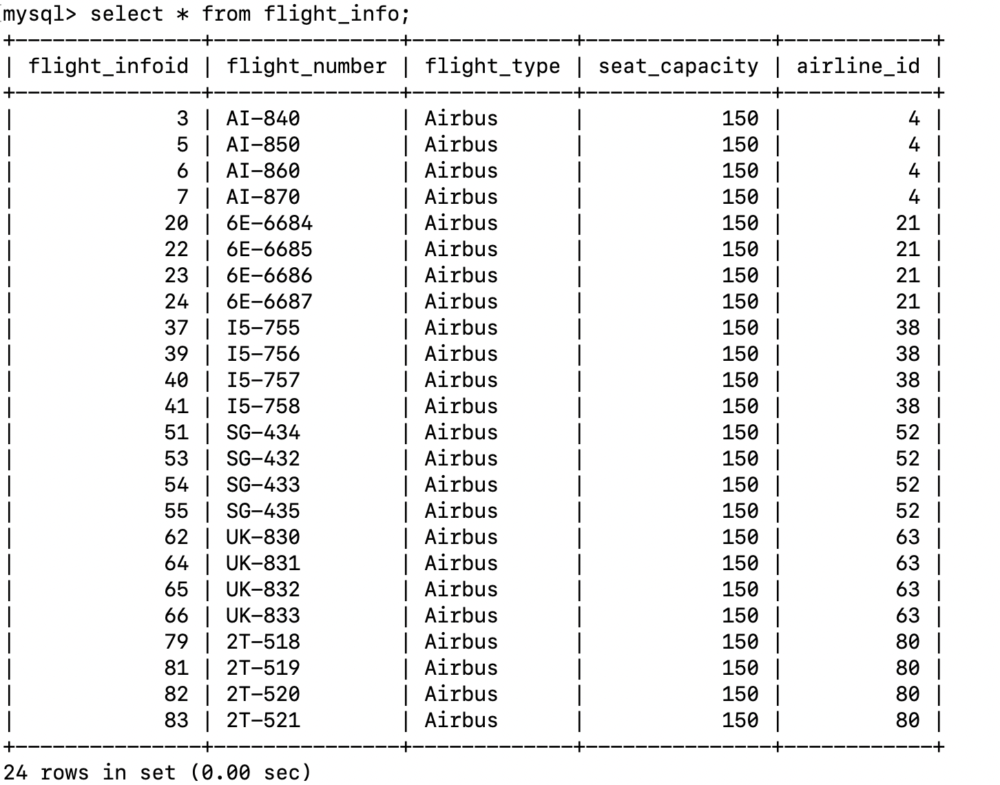 mysql> select * from flight_info;
+---------------+---------------+-------------+---------------+------------+
| flight_infoid | flight_number | flight_type | seat_capacity | airline_id |
+---------------+---------------+-------------+---------------+------------+
|             3 | AI-840        | Airbus      |           150 |          4 |
|             5 | AI-850        | Airbus      |           150 |          4 |
|             6 | AI-860        | Airbus      |           150 |          4 |
|             7 | AI-870        | Airbus      |           150 |          4 |
|            20 | 6E-6684       | Airbus      |           150 |         21 |
|            22 | 6E-6685       | Airbus      |           150 |         21 |
|            23 | 6E-6686       | Airbus      |           150 |         21 |
|            24 | 6E-6687       | Airbus      |           150 |         21 |
|            37 | I5-755        | Airbus      |           150 |         38 |
|            39 | I5-756        | Airbus      |           150 |         38 |
|            40 | I5-757        | Airbus      |           150 |         38 |
|            41 | I5-758        | Airbus      |           150 |         38 |
|            51 | SG-434        | Airbus      |           150 |         52 |
|            53 | SG-432        | Airbus      |           150 |         52 |
|            54 | SG-433        | Airbus      |           150 |         52 |
|            55 | SG-435        | Airbus      |           150 |         52 |
|            62 | UK-830        | Airbus      |           150 |         63 |
|            64 | UK-831        | Airbus      |           150 |         63 |
|            65 | UK-832        | Airbus      |           150 |         63 |
|            66 | UK-833        | Airbus      |           150 |         63 |
|            79 | 2T-518        | Airbus      |           150 |         80 |
|            81 | 2T-519        | Airbus      |           150 |         80 |
|            82 | 2T-520        | Airbus      |           150 |         80 |
|            83 | 2T-521        | Airbus      |           150 |         80 |
+---------------+---------------+-------------+---------------+------------+
24 rows in set (0.00 sec)